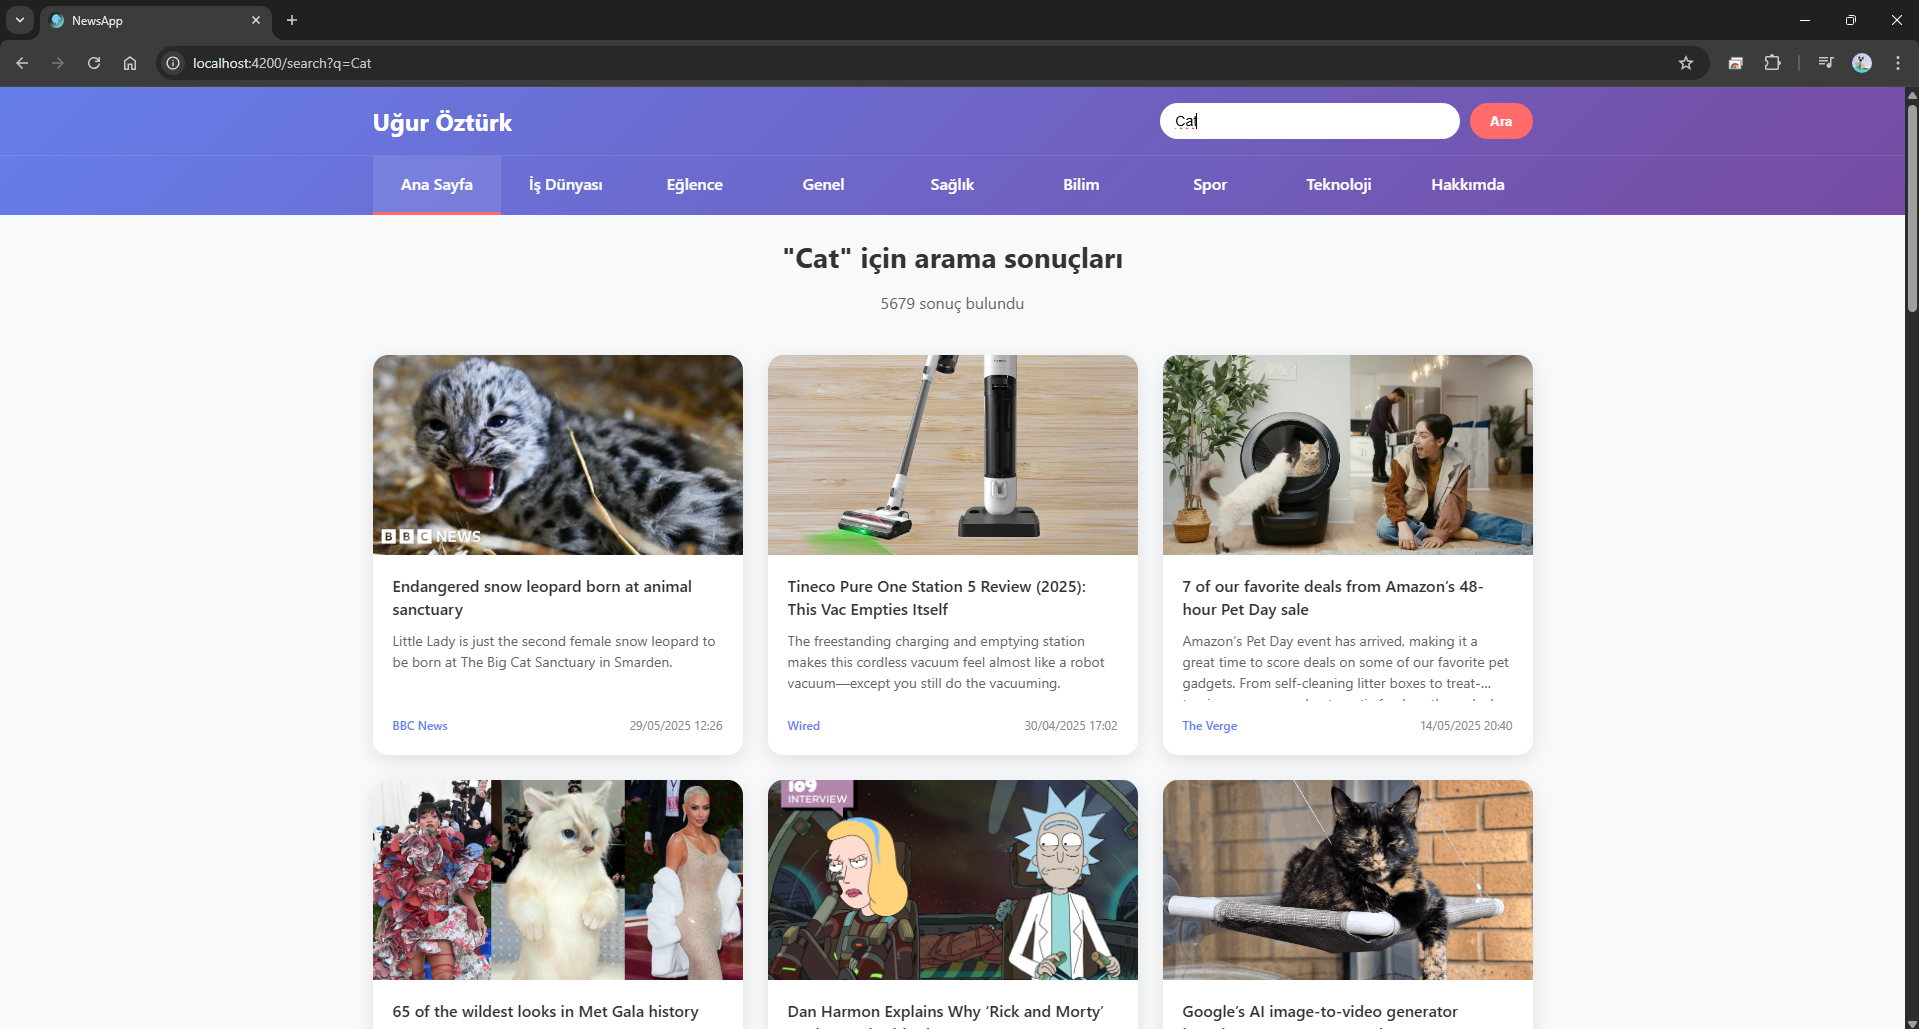 NewsApp
localhost:4200/search?q=Cat
Uğur Öztürk
Cat
Ara
Ana Sayfa
İş Dünyası
Eğlence
Genel
Sağlık
Bilim
Spor
Teknoloji
Hakkımda
"Cat" için arama sonuçları
5679 sonuç bulundu
BBC NEWS
Endangered snow leopard born at animal
sanctuary
Little Lady is just the second female snow leopard to
be born at The Big Cat Sanctuary in Smarden.
BBC News
29/05/2025 12:26
Tineco Pure One Station 5 Review (2025):
This Vac Empties Itself
The freestanding charging and emptying station
makes this cordless vacuum feel almost like a robot
vacuum—except you still do the vacuuming.
Wired
30/04/2025 17:02
7 of our favorite deals from Amazon’s 48-
hour Pet Day sale
Amazon’s Pet Day event has arrived, making it a
great time to score deals on some of our favorite pet
gadgets. From self-cleaning litter boxes to treat-...
The Verge
14/05/2025 20:40
65 of the wildest looks in Met Gala history
io9
INTERVIEW
Dan Harmon Explains Why ‘Rick and Morty’
Google’s AI image-to-video generator